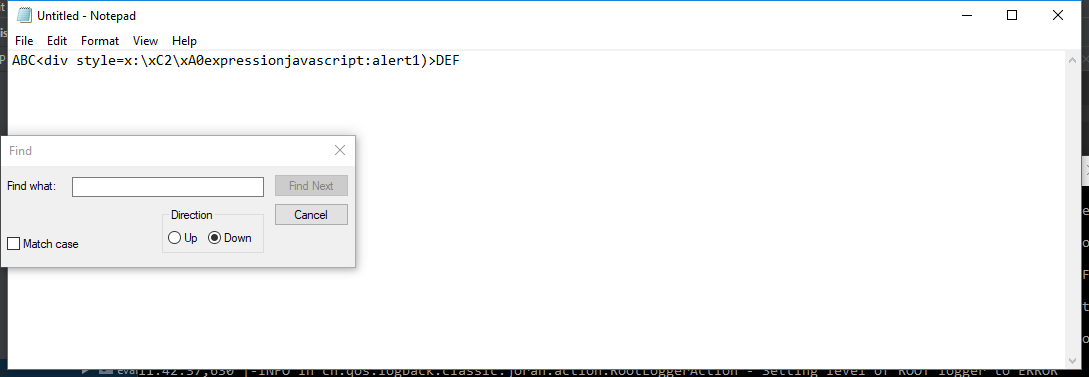 Untitled - Notepad
File Edit Format View Help
ABC<div style=x:\xC2\xA0expressionjavascript:alert1)>DEF
Find
Find what:
Find Next
Direction
Cancel
Up
Down
Match case
11:42:37,630 |-INFO in ch.qos.logback.classic.joran.action.RootLoggerAction - Setting level of ROOT logger to ERROR